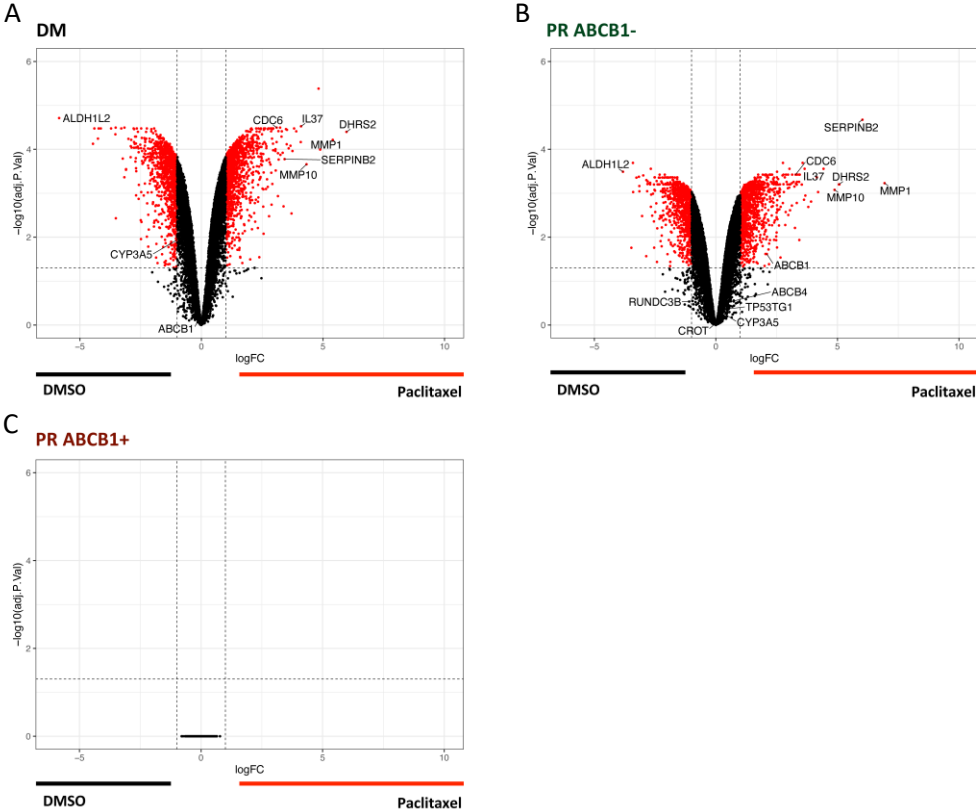 A
DM
6
4
2
0
−log10(adj.P.Val)
ALDH1L2
CDC6
IL37
DHRS2
MMP1
SERPINB2
MMP10
CYP3A5
ABCB1
−5
0
5
10
logFC
DMSO
Paclitaxel
B
PR ABCB1-
6
4
2
0
−log10(adj.P.Val)
SERPINB2
ALDH1L2
CDC6
IL37
DHRS2
MMP10
MMP1
ABCB1
ABCB4
RUNDC3B
TP53TG1
CYP3A5
CROT
−5
0
5
10
logFC
DMSO
Paclitaxel
C
PR ABCB1+
6
4
2
0
−log10(adj.P.Val)
−5
0
5
10
logFC
DMSO
Paclitaxel